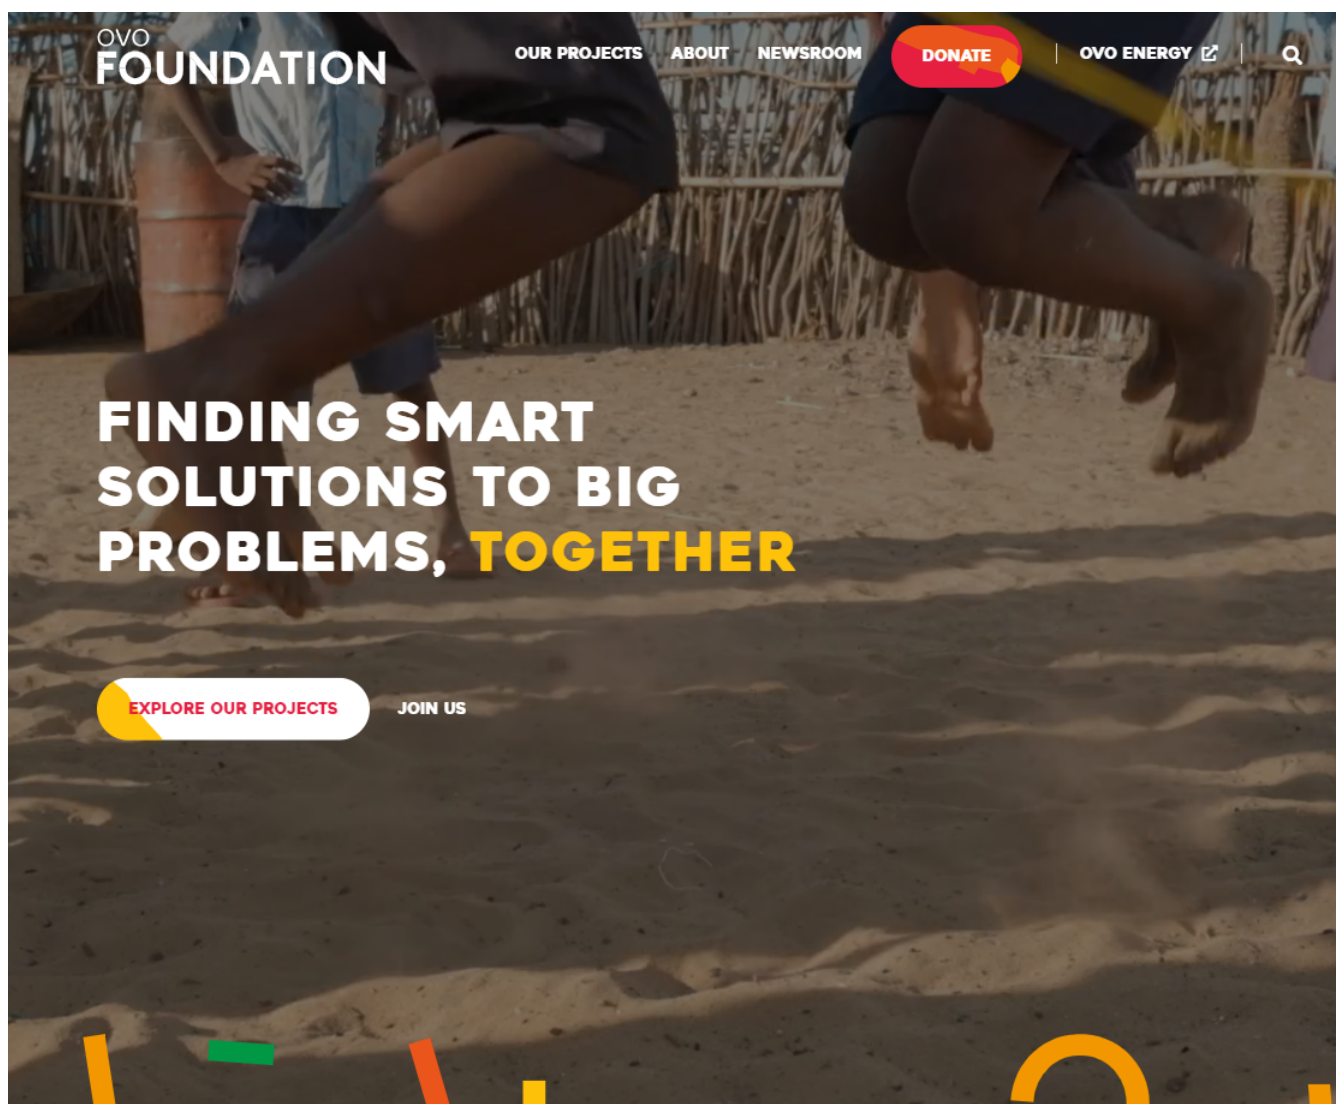 OVO
FOUNDATION
OUR PROJECTS ABOUT NEWSROOM DONATE OVO ENERGY
FINDING SMART
SOLUTIONS TO BIG
PROBLEMS, TOGETHER
EXPLORE OUR PROJECTS JOIN US